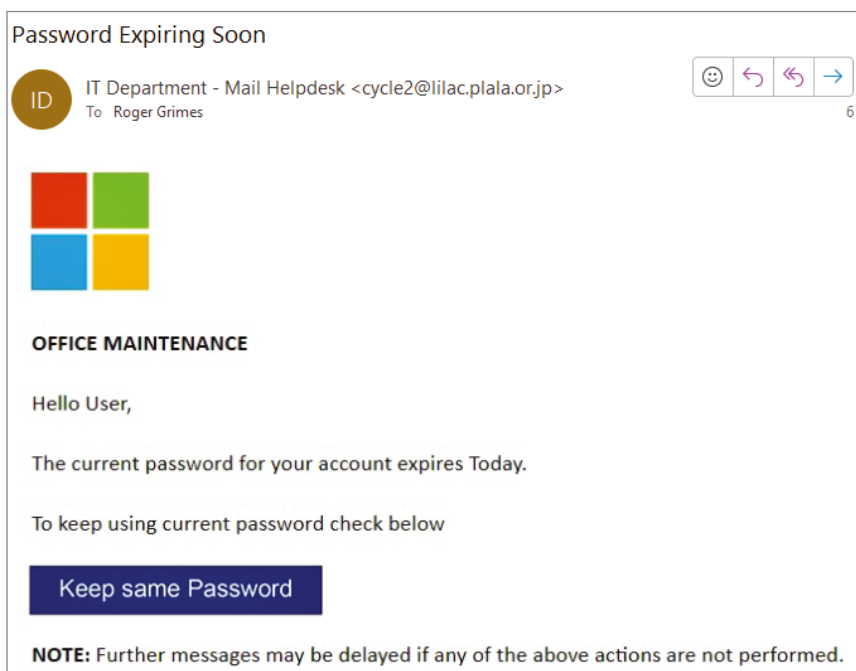 Password Expiring Soon
ID
IT Department - Mail Helpdesk <cycle2@lilac.plala.or.jp>
To Roger Grimes
6
OFFICE MAINTENANCE
Hello User,
The current password for your account expires Today.
To keep using current password check below
Keep same Password
NOTE: Further messages may be delayed if any of the above actions are not performed.